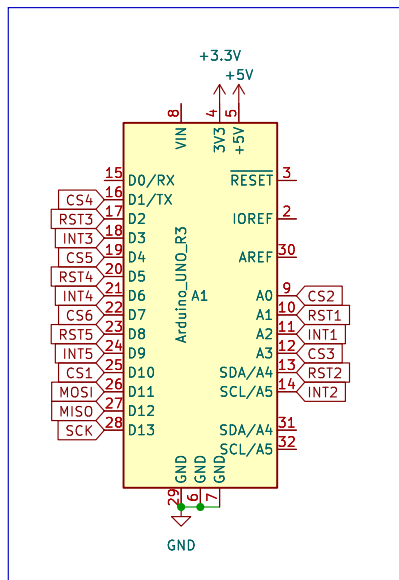 +3.3V
+5V
8
4
5
VIN
3V3
+5V
15 D0/RX
RESET 3
CS4 16 D1/TX
RST3 17 D2
IOREF 2
INT3 18 D3
CS5 19 D4
AREF 30
RST4 20 D5
INT4 21 D6
A0 9 CS2
CS6 22 D7
A1 10 RST1
RST5 23 D8
A2 11 INT1
INT5 24 D9
A3 12 CS3
CS1 25 D10
SDA/A4 13 RST2
MOSI 26 D11
SCL/A5 14 INT2
MISO 27 D12
SCK 28 D13
SDA/A4 31
SCL/A5 32
Arduino_UNO_R3
A1
GND
GND
GND
29
6
7
GND